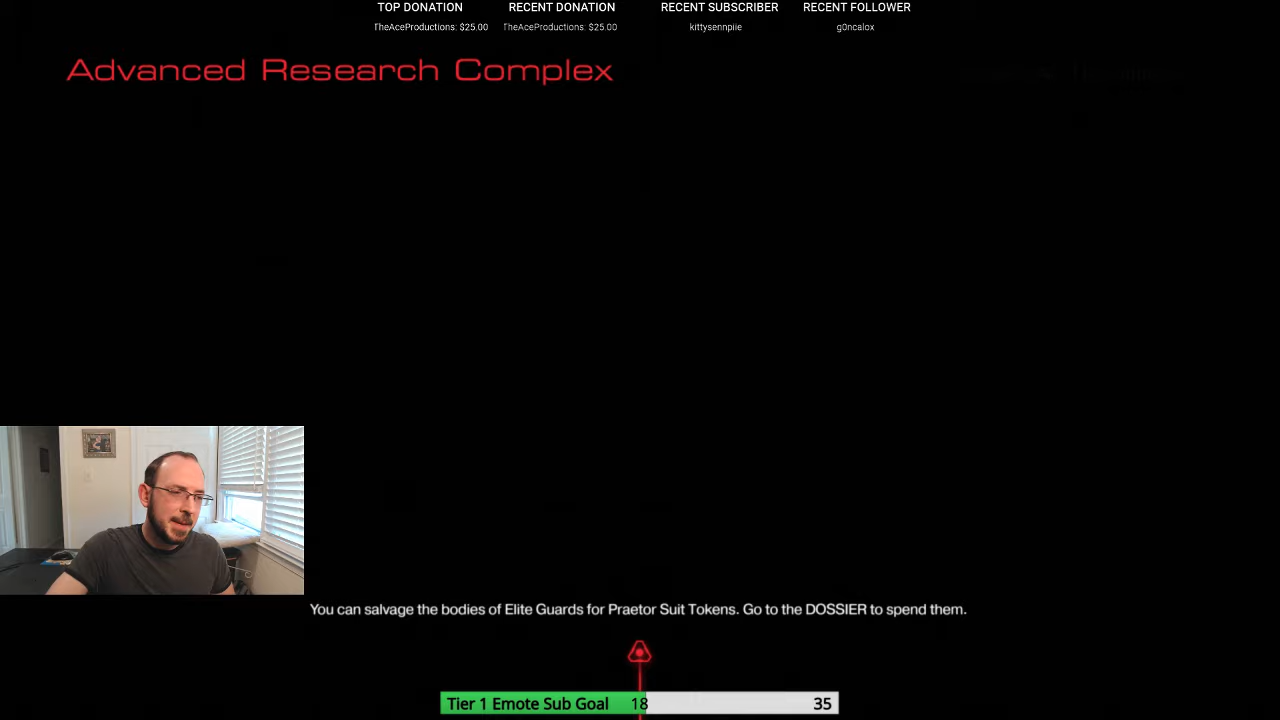 TOP DONATION RECENT DONATION RECENT SUBSCRIBER RECENT FOLLOWER
TheAceProductions: $25.00 TheAceProductions: $25.00 kittysennpiie g0ncalox
Advanced Research Complex
You can salvage the bodies of Elite Guards for Praetor Suit Tokens. Go to the DOSSIER to spend them.
Tier 1 Emote Sub Goal 18 35